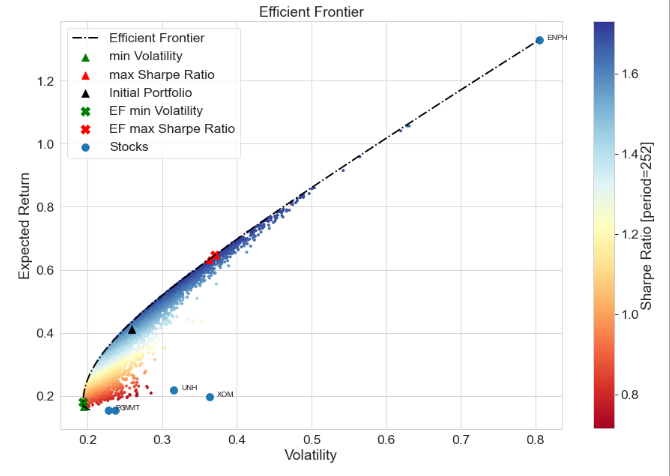 Efficient Frontier
Efficient Frontier
min Volatility
max Sharpe Ratio
Initial Portfolio
EF min Volatility
EF max Sharpe Ratio
Stocks
ENPH
UNH
XOM
WMT
1.2
1.0
0.8
0.6
0.4
0.2
Expected Return
0.2 0.3 0.4 0.5 0.6 0.7 0.8
Volatility
1.6
1.4
1.2
1.0
0.8
Sharpe Ratio [period=252]